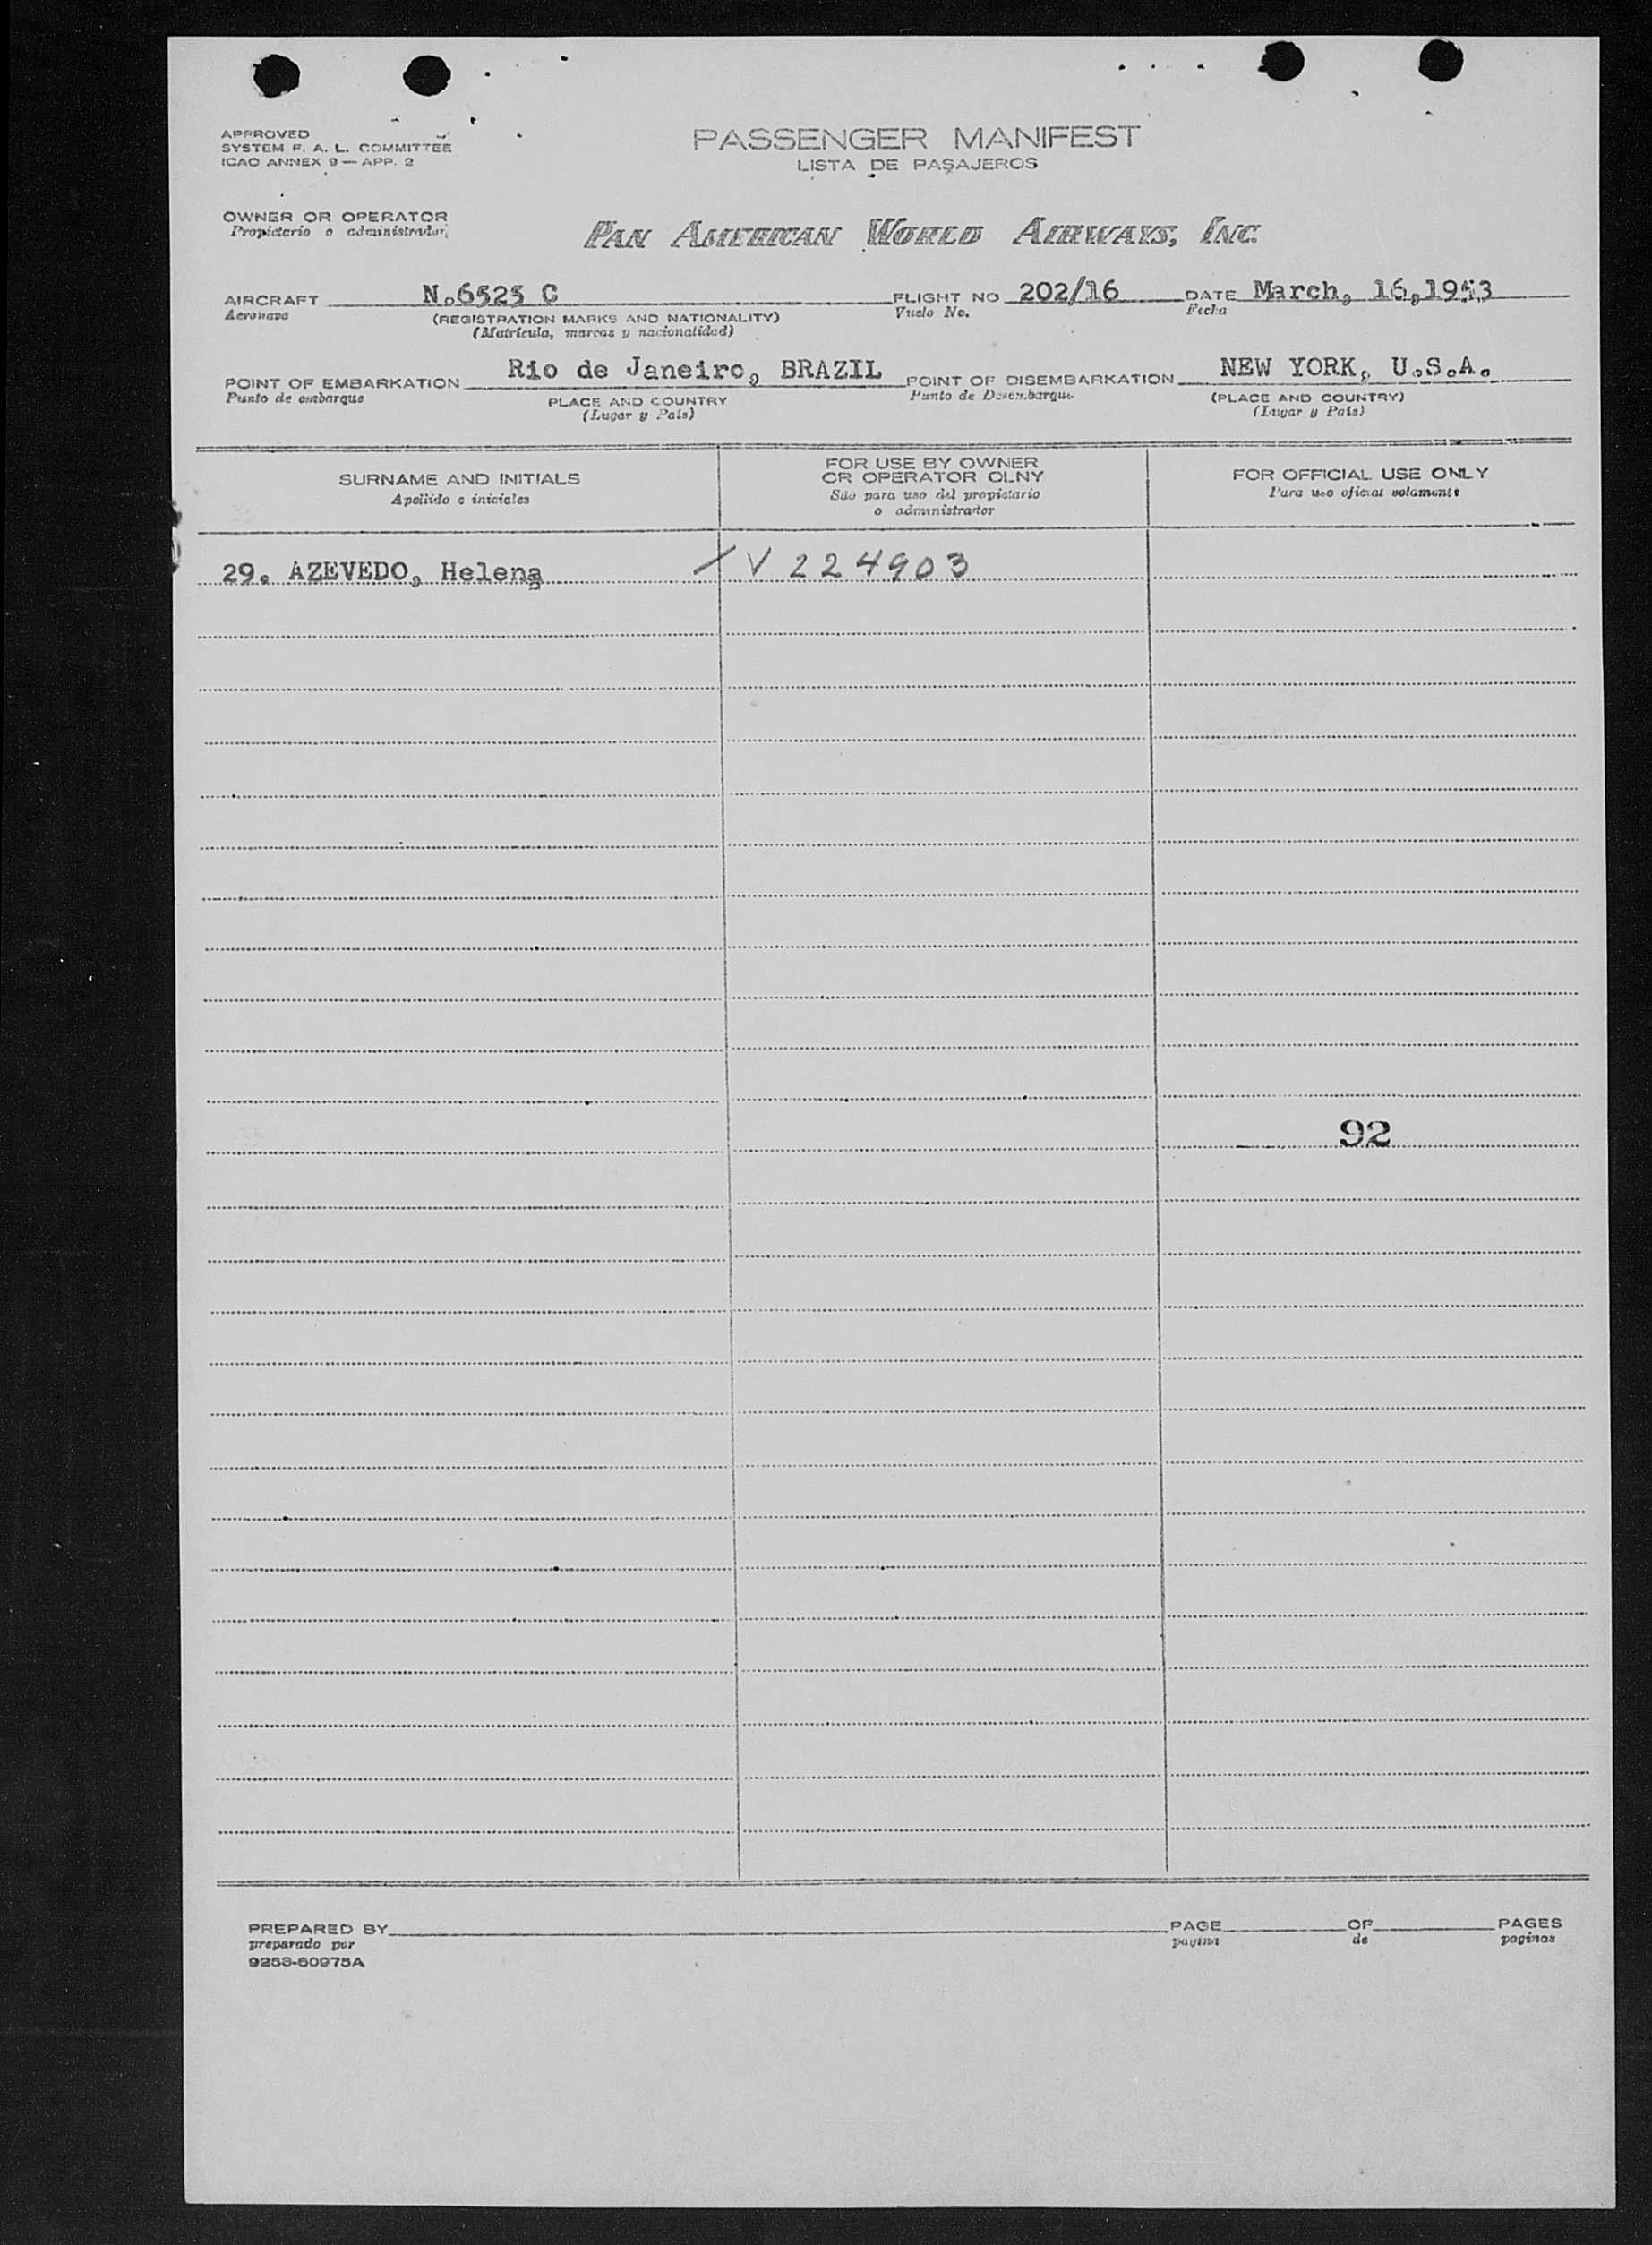 APPROVED
SYSTEM F. A. L. COMMITTEE
ICAO ANNEX 9 — APP. 2
PASSENGER MANIFEST
LISTA DE PASAJEROS
OWNER OR OPERATOR
Propietario o administrador
PAN AMERICAN WORLD AIRWAYS, INC.
AIRCRAFT N.6525 C FLIGHT NO 202/16 DATE March, 16,1953
Aeronave Vuelo No. Fecha
(REGISTRATION MARKS AND NATIONALITY)
(Matrícula, marcas y nacionalidad)
POINT OF EMBARKATION Rio de Janeiro, BRAZIL POINT OF DISEMBARKATION NEW YORK, U.S.A.
Punto de embarque Punto de Desembarque
PLACE AND COUNTRY (PLACE AND COUNTRY)
(Lugar y País) (Lugar y País)
SURNAME AND INITIALS
Apellido e iniciales
FOR USE BY OWNER
OR OPERATOR OLNY
Sólo para uso del propietario
o administrador
FOR OFFICIAL USE ONLY
Para uso oficial solamente
29. AZEVEDO, Helena / V 224903
92
PREPARED BY PAGE OF PAGES
preparado por pagina de paginas
9253-60975A